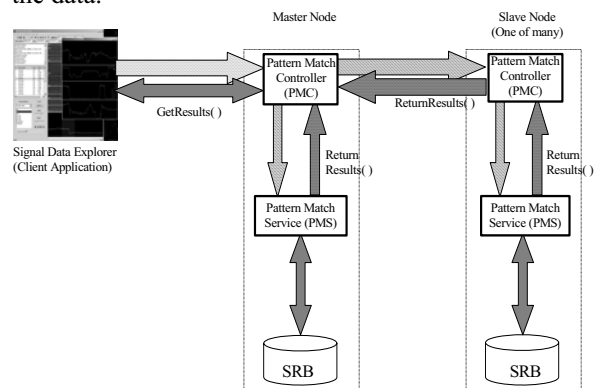 the data.
Master Node
Slave Node
(One of many)
Pattern Match
Controller
(PMC)
Pattern Match
Controller
(PMC)
GetResults( )
ReturnResults( )
Signal Data Explorer
(Client Application)
Return
Results( )
Return
Results( )
Pattern Match
Service (PMS)
Pattern Match
Service (PMS)
SRB
SRB